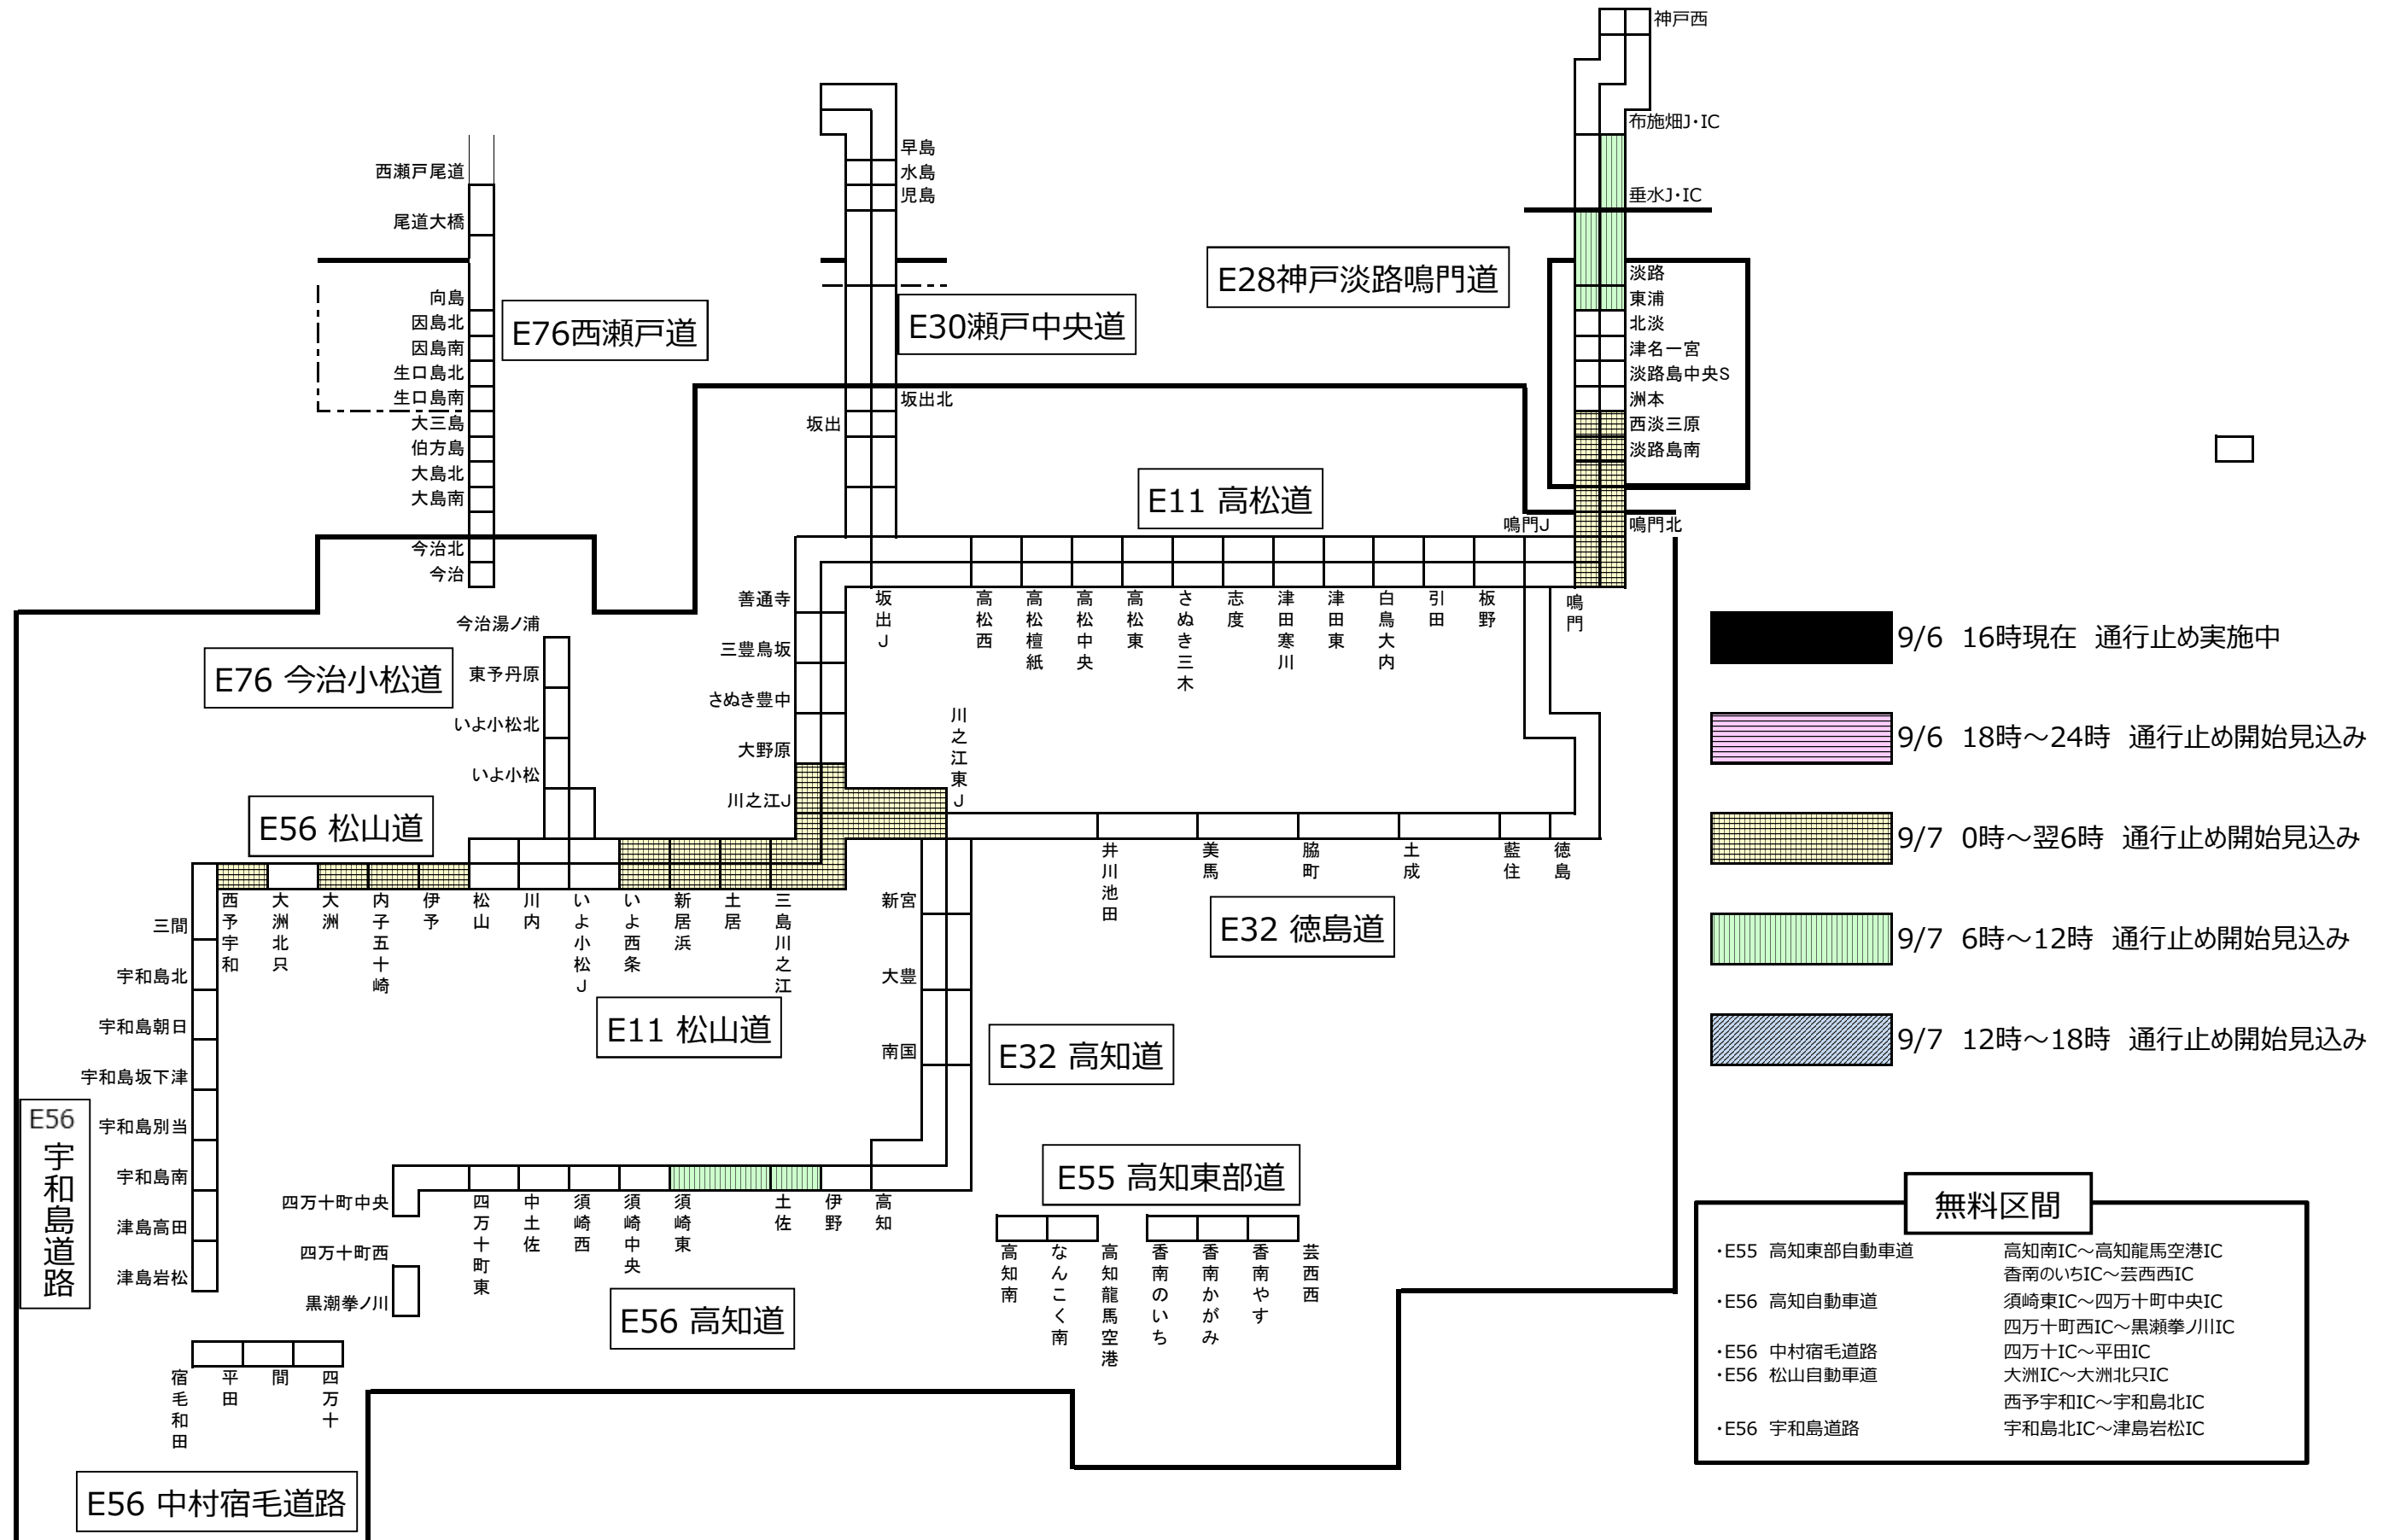 神戸西
布施畑J・IC
垂水J・IC
淡路
東浦
北淡
津名一宮
淡路島中央S
洲本
西淡三原
淡路島南
鳴門北
E28神戸淡路鳴門道
早島
水島
児島
E30瀬戸中央道
坂出北
坂出
西瀬戸尾道
尾道大橋
向島
因島北
因島南
生口島北
生口島南
大三島
伯方島
大島北
大島南
今治北
今治
E76西瀬戸道
E11 高松道
鳴門J
坂出J
高松西
高松檀紙
高松中央
高松東
さぬき三木
志度
津田寒川
津田東
白鳥大内
引田
板野
鳴門
善通寺
三豊鳥坂
さぬき豊中
大野原
川之江J
川之江東J
今治湯ノ浦
東予丹原
いよ小松北
いよ小松
E76 今治小松道
E56 松山道
西予宇和
大洲北只
大洲
内子五十崎
伊予
松山
川内
いよ小松J
いよ西条
新居浜
土居
三島川之江
E11 松山道
井川池田
美馬
脇町
土成
藍住
徳島
E32 徳島道
新宮
大豊
南国
E32 高知道
三間
宇和島北
宇和島朝日
宇和島坂下津
宇和島別当
宇和島南
津島高田
津島岩松
E56
宇和島道路
四万十町中央
四万十町西
黒潮拳ノ川
四万十町東
中土佐
須崎西
須崎中央
須崎東
土佐
伊野
高知
E56 高知道
E55 高知東部道
高知南
なんこく南
高知龍馬空港
香南のいち
香南かがみ
香南やす
芸西西
宿毛和田
平田
間
四万十
E56 中村宿毛道路
9/6 16時現在 通行止め実施中
9/6 18時～24時 通行止め開始見込み
9/7 0時～翌6時 通行止め開始見込み
9/7 6時～12時 通行止め開始見込み
9/7 12時～18時 通行止め開始見込み
無料区間
・E55 高知東部自動車道 高知南IC～高知龍馬空港IC
香南のいちIC～芸西西IC
・E56 高知自動車道 須崎東IC～四万十町中央IC
四万十町西IC～黒瀬拳ノ川IC
・E56 中村宿毛道路 四万十IC～平田IC
・E56 松山自動車道 大洲IC～大洲北只IC
西予宇和IC～宇和島北IC
・E56 宇和島道路 宇和島北IC～津島岩松IC